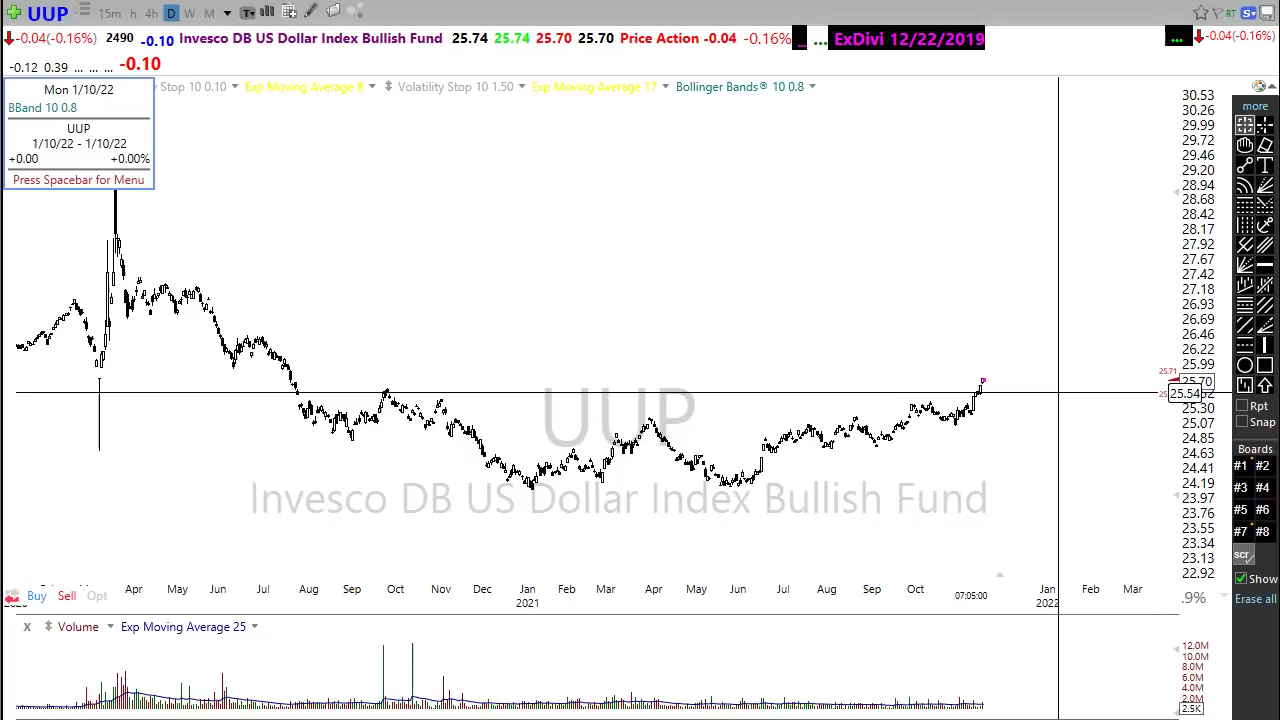 UUP 15m h 4h D W M T RT S
-0.04(-0.16%) 2490 -0.10 Invesco DB US Dollar Index Bullish Fund 25.74 25.74 25.70 25.70 Price Action -0.04 -0.16% ... ... ExDivi 12/22/2019 ... -0.04(-0.16%)
-0.12 0.39 ... ... ... -0.10
Mon 1/10/22
BBand 10 0.8
UUP
1/10/22 - 1/10/22
+0.00 +0.00%
Press Spacebar for Menu
y Stop 10 0.10 Exp Moving Average 8 Volatility Stop 10 1.50 Exp Moving Average 17 Bollinger Bands® 10 0.8
30.53
30.26
29.99
29.72
29.46
29.20
28.94
28.68
28.42
28.17
27.92
27.67
27.42
27.18
26.93
26.69
26.46
26.22
25.99
25.71
25.70
25.54
25.30
25.07
24.85
24.63
24.41
24.19
23.97
23.76
23.55
23.34
23.13
22.92
.9%
UUP
Invesco DB US Dollar Index Bullish Fund
Apr May Jun Jul Aug Sep Oct Nov Dec Jan Feb Mar Apr May Jun Jul Aug Sep Oct 07:05:00 Jan Feb Mar
2021 2022
Buy Sell Opt
X Volume Exp Moving Average 25
12.0M
10.0M
8.0M
6.0M
4.0M
2.0M
2.5K
more
T
Rpt
Snap
Boards
#1 #2
#3 #4
#5 #6
#7 #8
scr
Show
Erase all